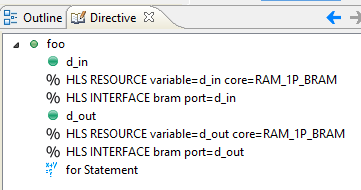 Outline Directive
foo
d_in
% HLS RESOURCE variable=d_in core=RAM_1P_BRAM
% HLS INTERFACE bram port=d_in
d_out
% HLS RESOURCE variable=d_out core=RAM_1P_BRAM
% HLS INTERFACE bram port=d_out
for Statement